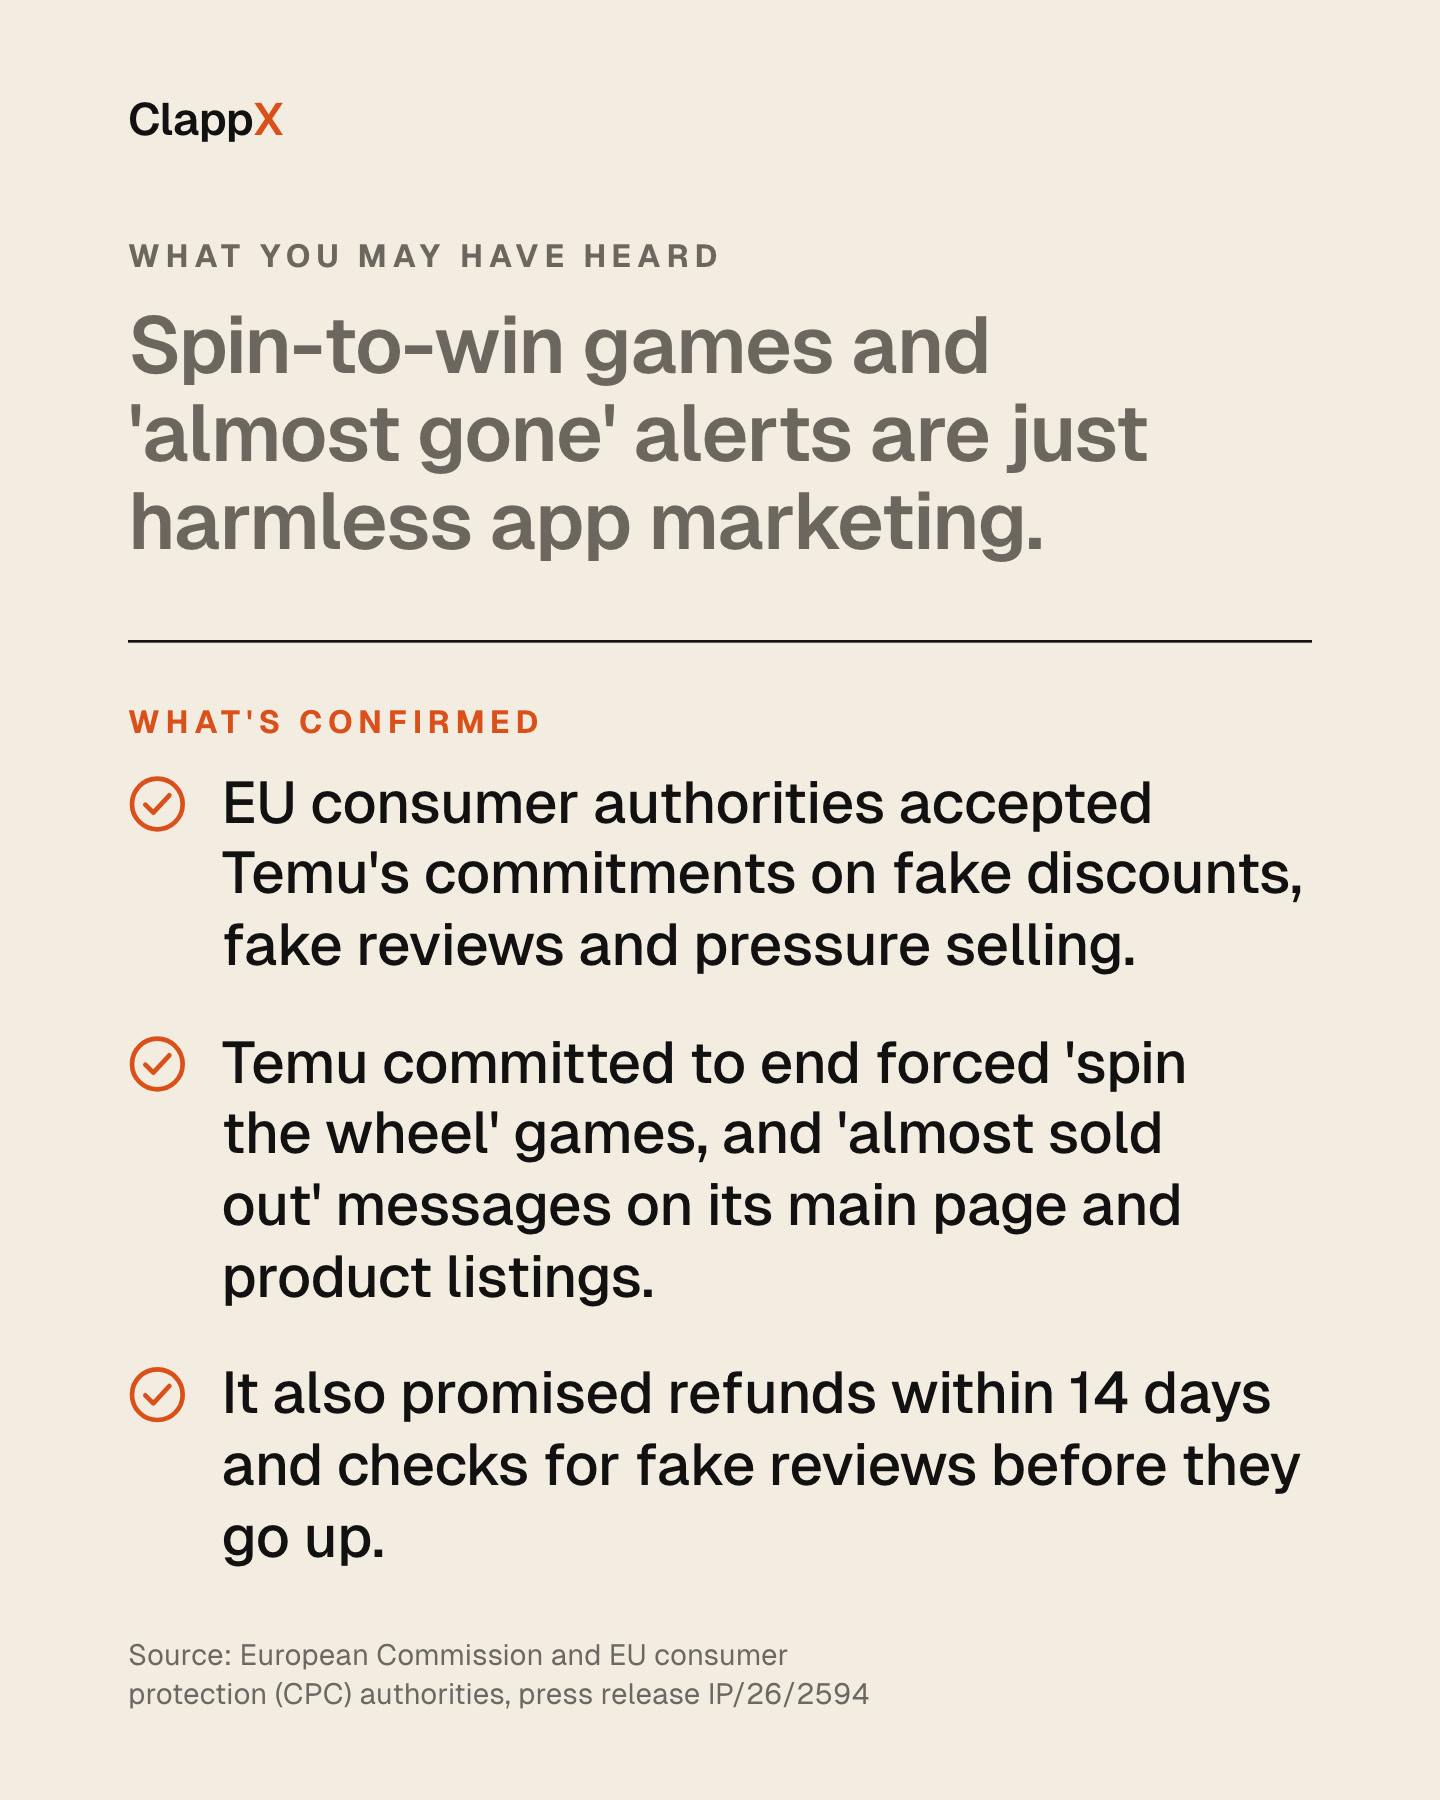 ClappX
WHAT YOU MAY HAVE HEARD
Spin-to-win games and
'almost gone' alerts are just
harmless app marketing.
WHAT'S CONFIRMED
EU consumer authorities accepted
Temu's commitments on fake discounts,
fake reviews and pressure selling.
Temu committed to end forced 'spin
the wheel' games, and 'almost sold
out' messages on its main page and
product listings.
It also promised refunds within 14 days
and checks for fake reviews before they
go up.
Source: European Commission and EU consumer
protection (CPC) authorities, press release IP/26/2594